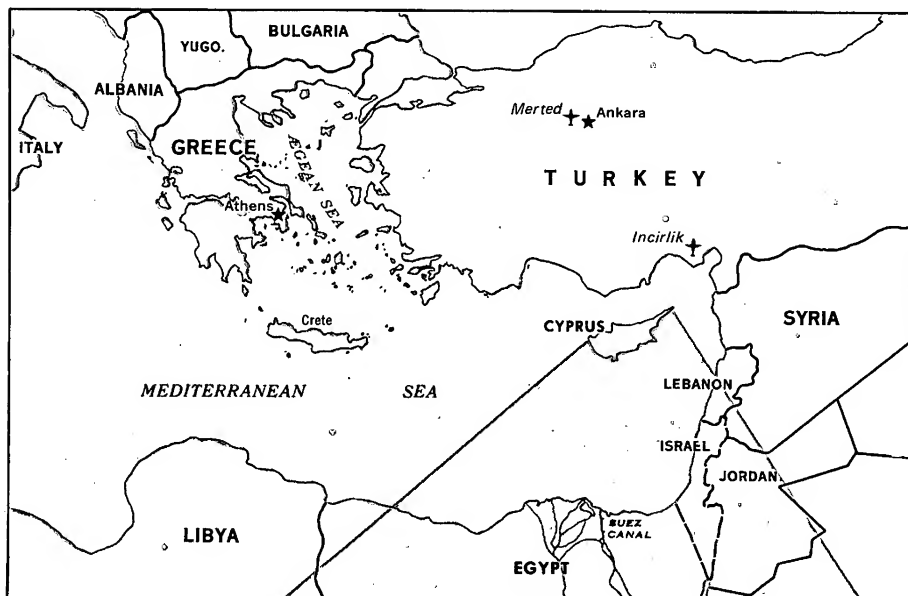 BULGARIA
YUGO.
ALBANIA
ITALY
GREECE
ÆGEAN SEA
Athens
Merted
Ankara
TURKEY
Incirlik
Crete
CYPRUS
SYRIA
MEDITERRANEAN SEA
LEBANON
ISRAEL
JORDAN
LIBYA
SUEZ
CANAL
EGYPT